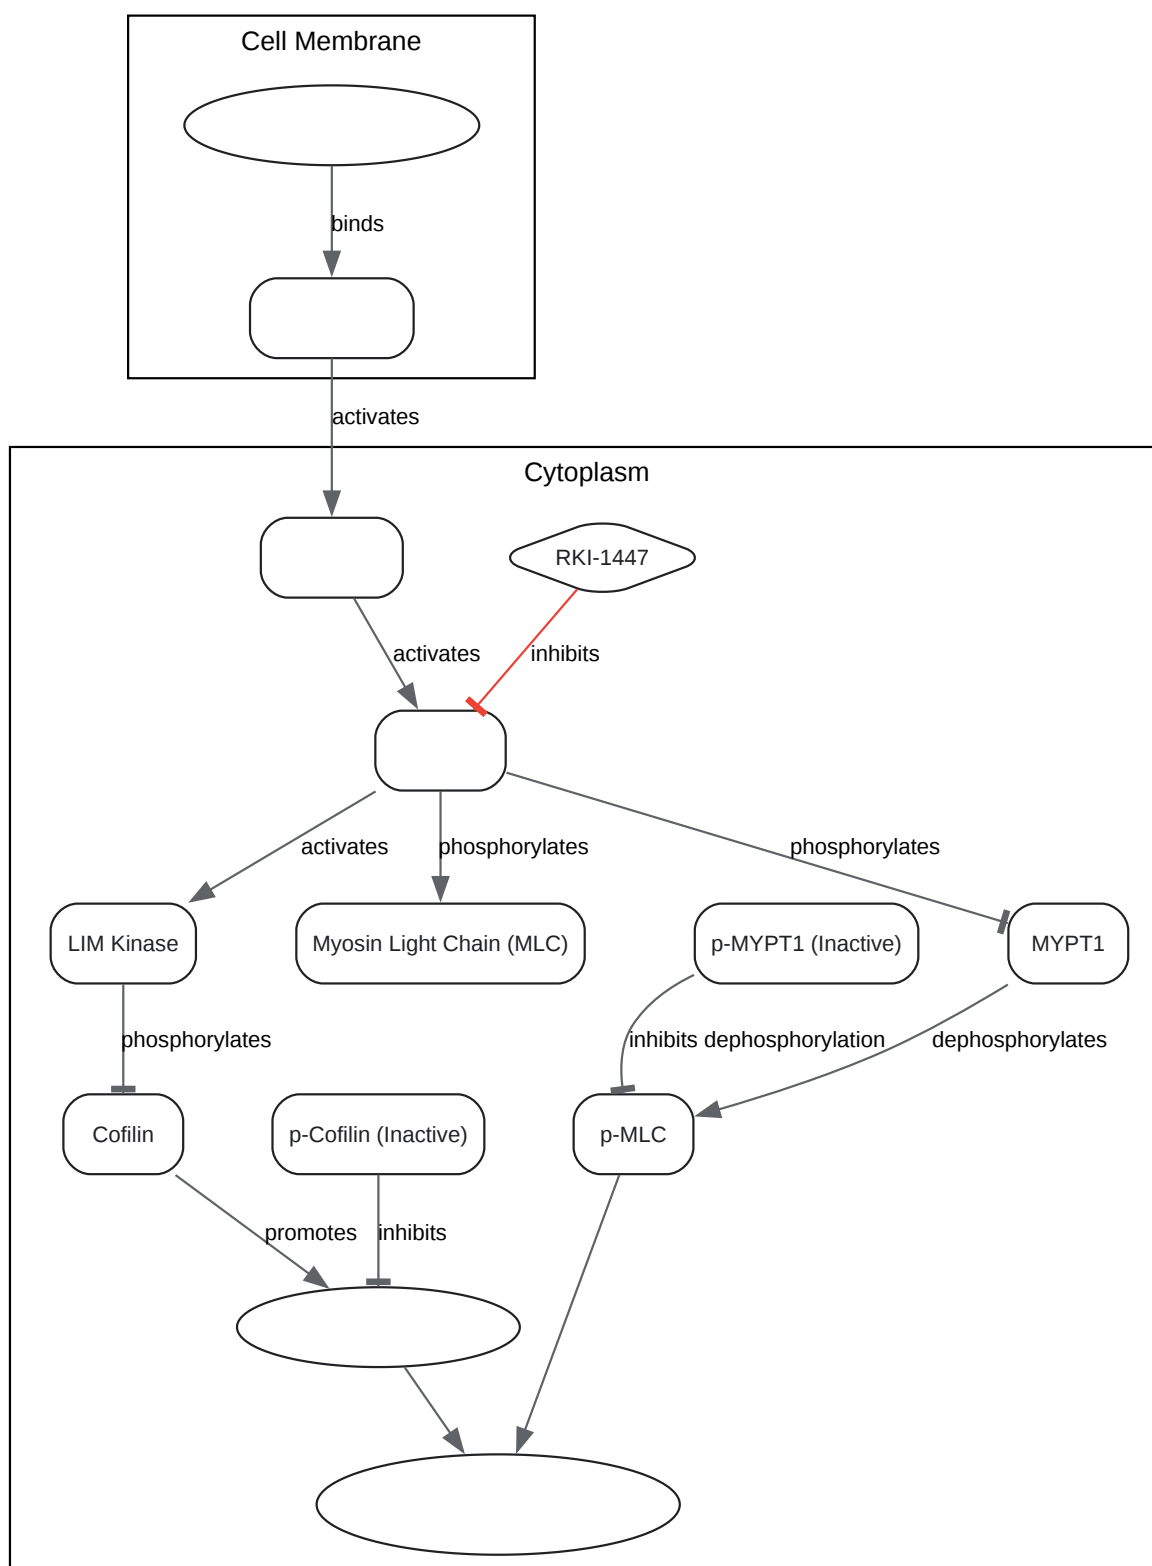 Cell Membrane
binds
activates
Cytoplasm
RKI-1447
activates
inhibits
activates
phosphorylates
phosphorylates
LIM Kinase
Myosin Light Chain (MLC)
p-MYPT1 (Inactive)
MYPT1
phosphorylates
inhibits dephosphorylation
dephosphorylates
Cofilin
p-Cofilin (Inactive)
p-MLC
promotes
inhibits